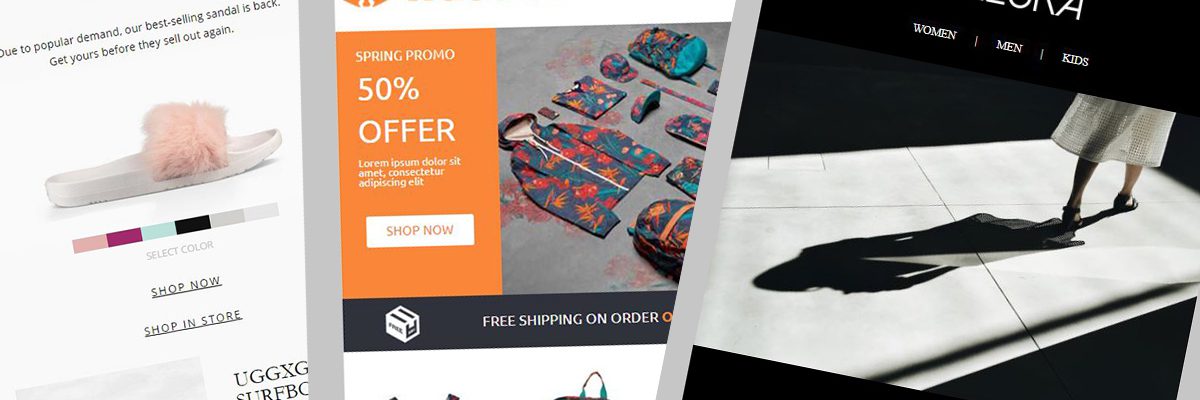 Due to popular demand, our best-selling sandal is back.
Get yours before they sell out again.
SELECT COLOR
SHOP NOW
SHOP IN STORE
SPRING PROMO
50%
OFFER
Lorem ipsum dolor sit
amet, consectetur
adipiscing elit
SHOP NOW
FREE
FREE SHIPPING ON ORDER
WOMEN | MEN | KIDS